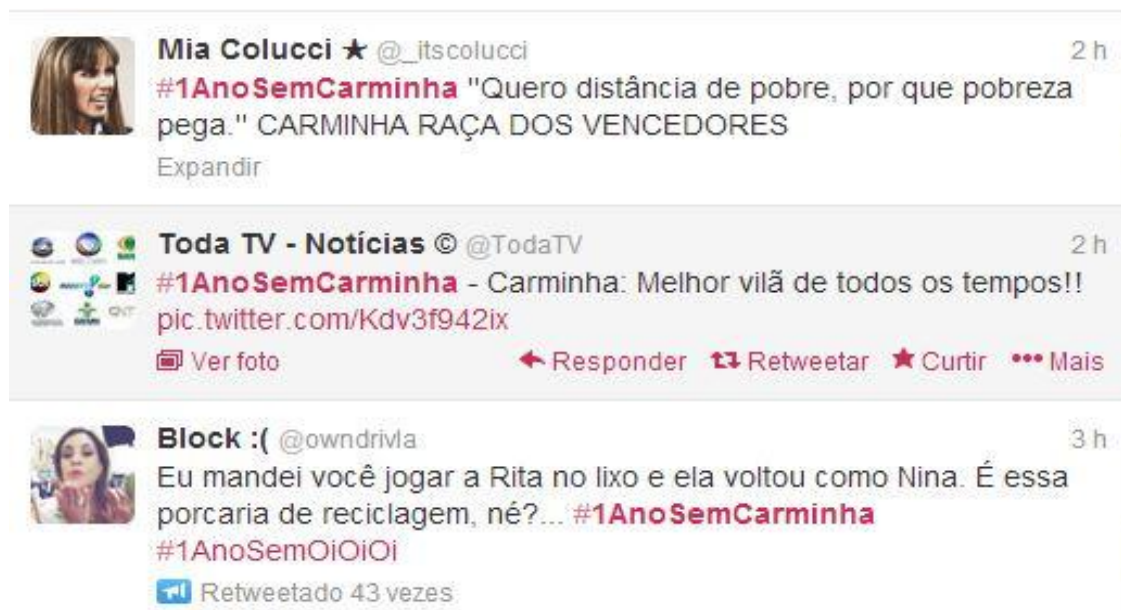 Mia Colucci ★ @_itscolucci 2 h
#1AnoSemCarminha "Quero distância de pobre, por que pobreza
pega." CARMINHA RAÇA DOS VENCEDORES
Expandir
Toda TV - Notícias © @TodaTV 2 h
#1AnoSemCarminha - Carminha: Melhor vilã de todos os tempos!!
pic.twitter.com/Kdv3f942ix
Ver foto Responder Retweetar Curtir Mais
Block :( @owndrivla 3 h
Eu mandei você jogar a Rita no lixo e ela voltou como Nina. É essa
porcaria de reciclagem, né?... #1AnoSemCarminha
#1AnoSemOiOiOi
Retweetado 43 vezes